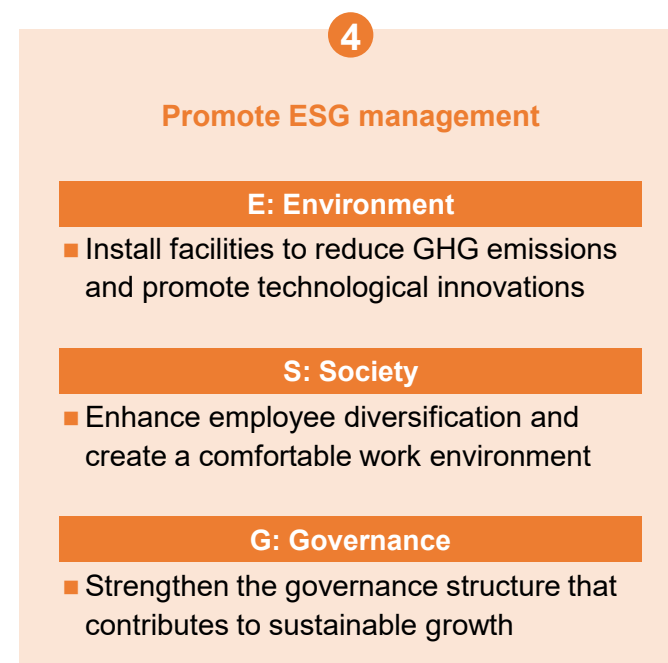 4
Promote ESG management
E: Environment
■ Install facilities to reduce GHG emissions
and promote technological innovations
S: Society
■ Enhance employee diversification and
create a comfortable work environment
G: Governance
■ Strengthen the governance structure that
contributes to sustainable growth